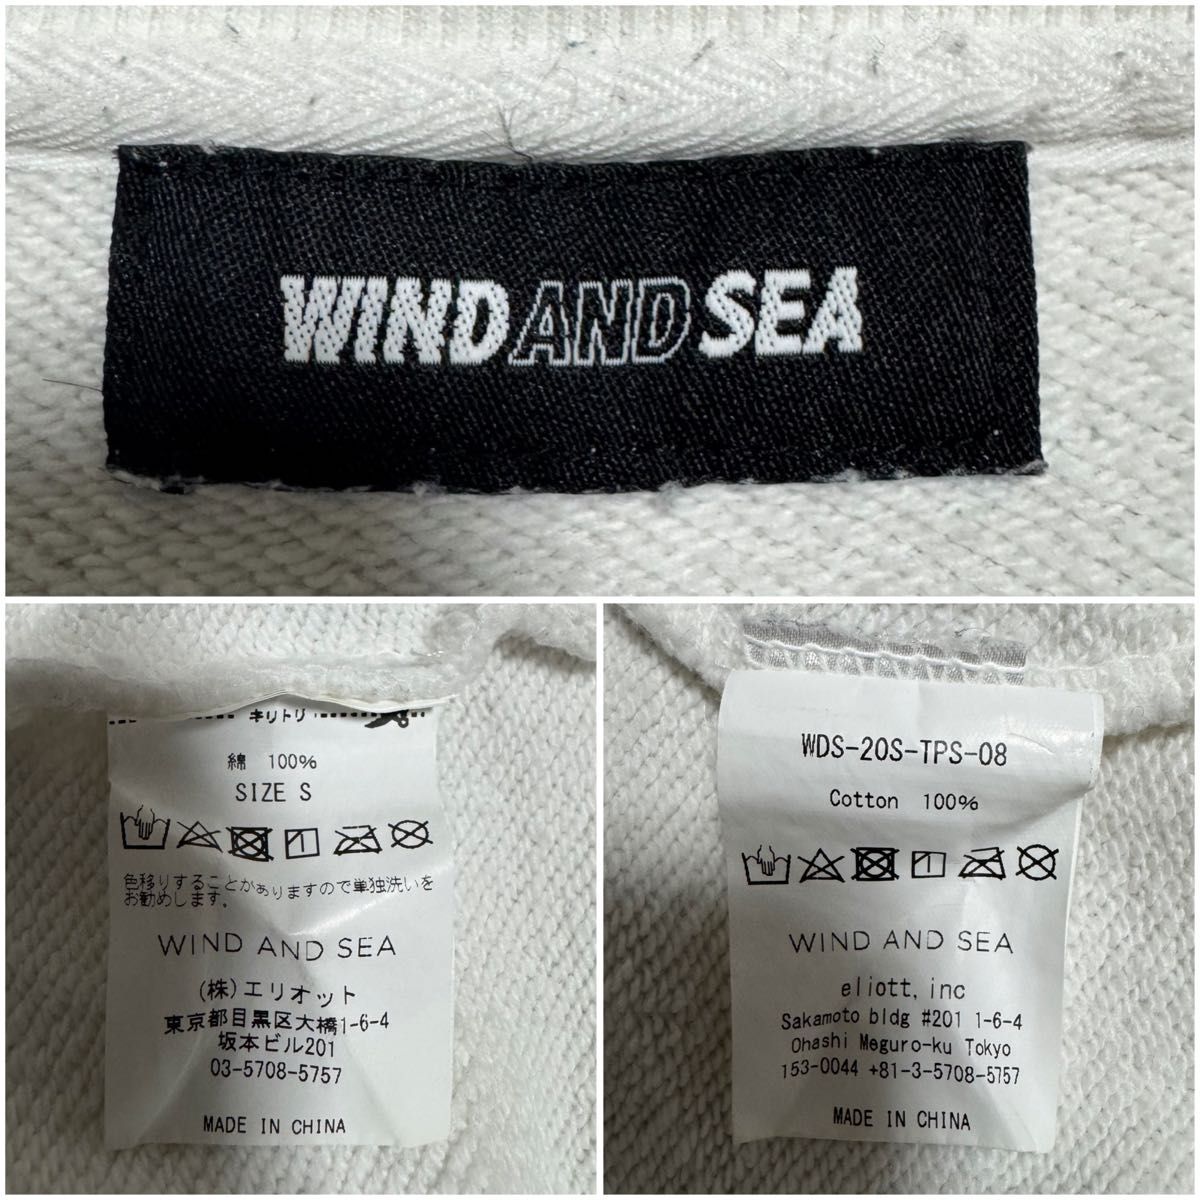 WIND AND SEA
キリトリ
綿 100%
SIZE S
色移りすることがありますので単独洗いを
お勧めします。
WIND AND SEA
(株)エリオット
東京都目黒区大橋1-6-4
坂本ビル201
03-5708-5757
MADE IN CHINA
WDS-20S-TPS-08
Cotton 100%
WIND AND SEA
eliott, inc
Sakamoto bldg #201 1-6-4
Ohashi Meguro-ku Tokyo
153-0044 +81-3-5708-5757
MADE IN CHINA